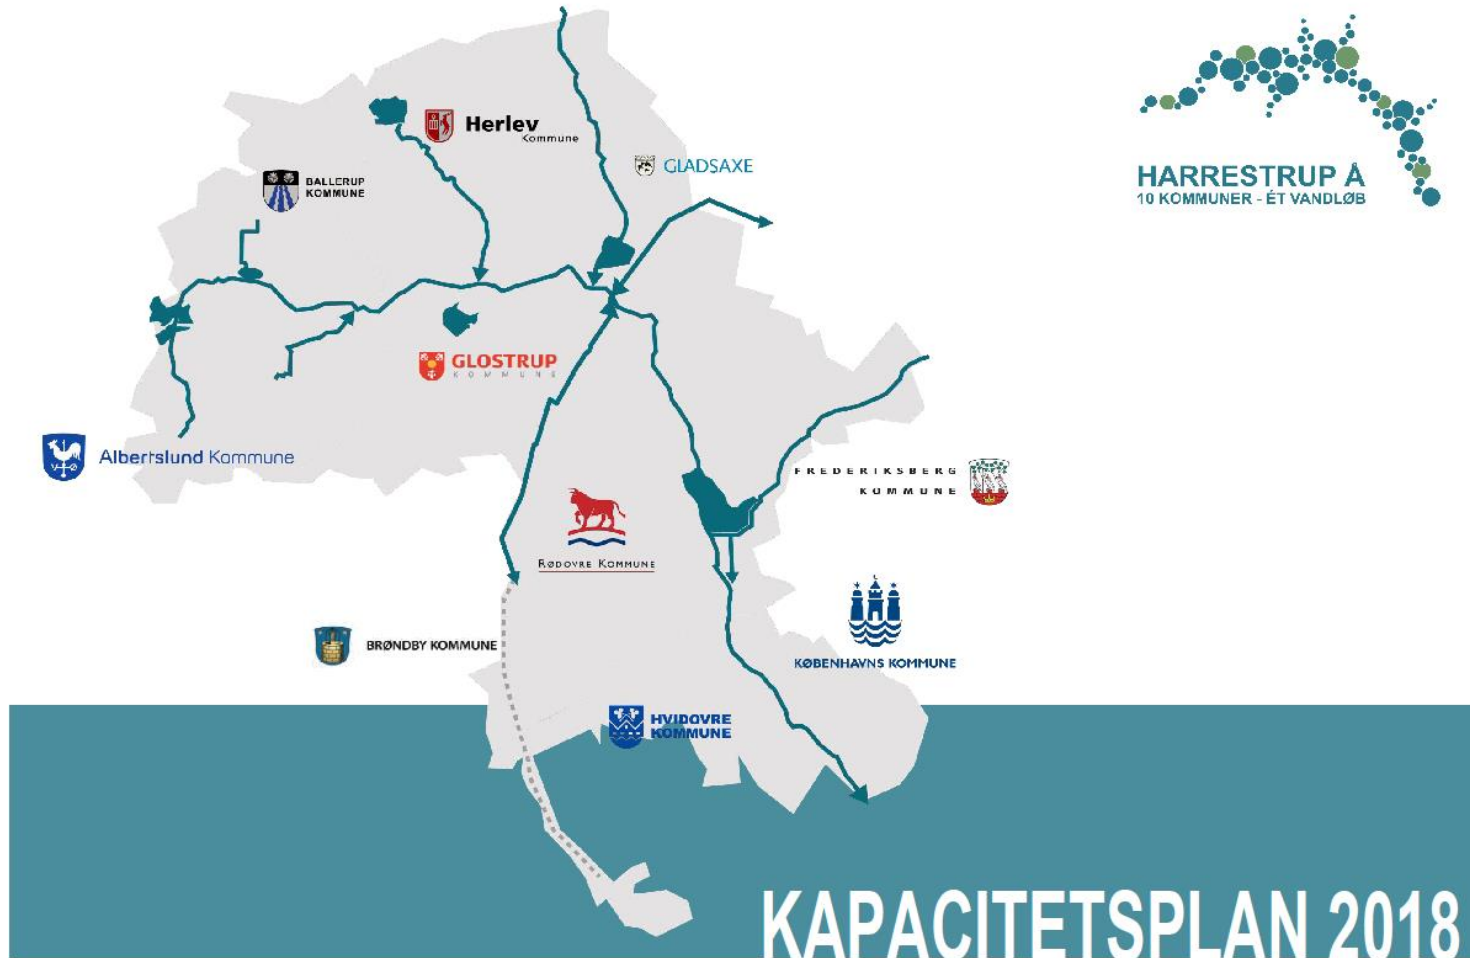 Herlev
Kommune
GLADSAXE
BALLERUP
KOMMUNE
HARRESTRUP Å
10 KOMMUNER - ÉT VANDLØB
GLOSTRUP
KOMMUNE
Albertslund Kommune
FREDERIKSBERG
KOMMUNE
RØDOVRE KOMMUNE
BRØNDBY KOMMUNE
KØBENHAVNS KOMMUNE
HVIDOVRE
KOMMUNE
KAPACITETSPLAN 2018